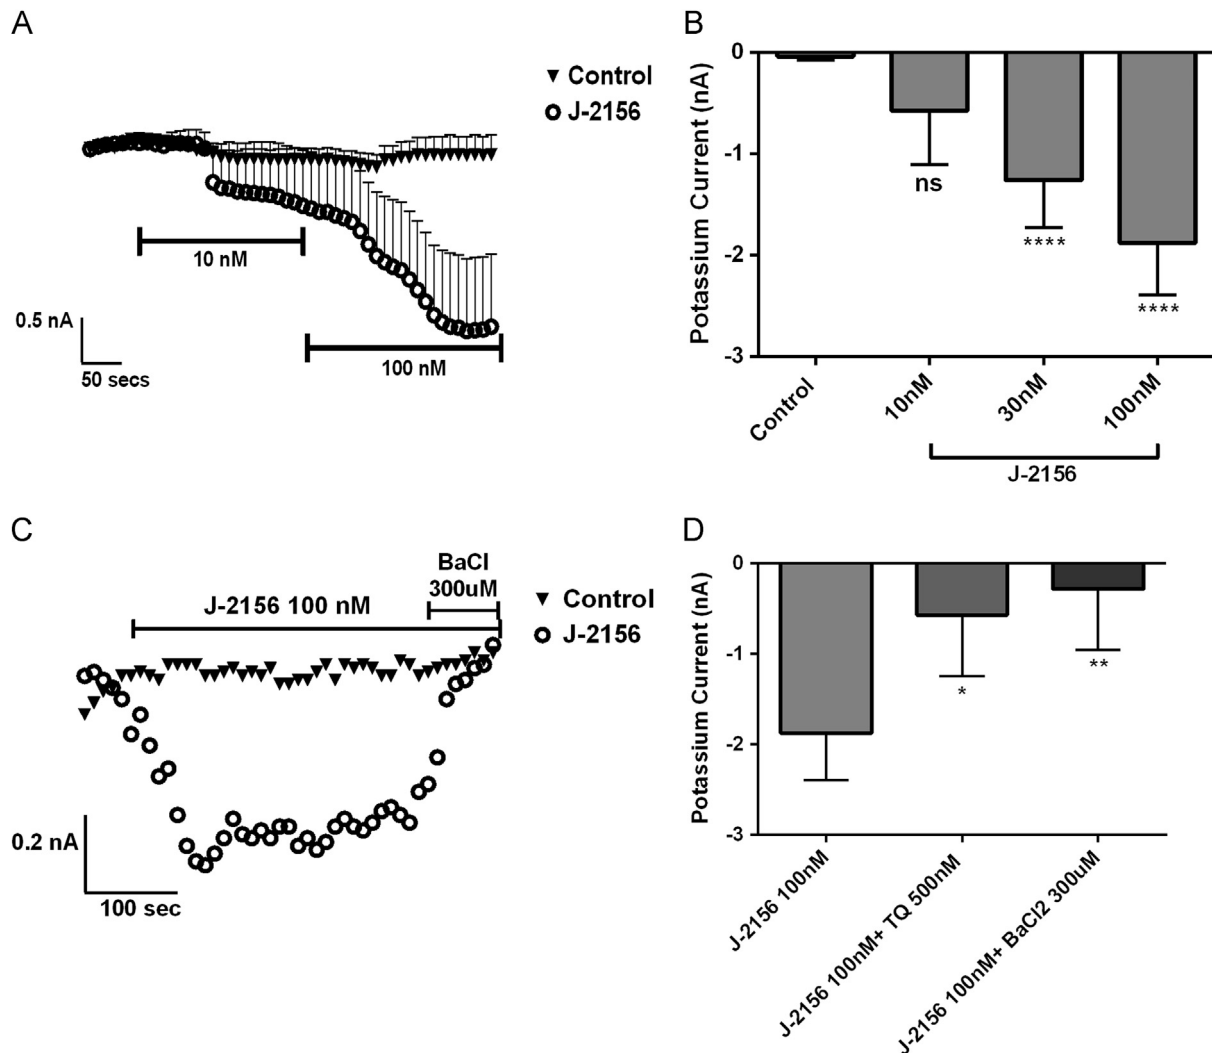 A
Control
J-2156
10 nM
0.5 nA
50 secs
100 nM
B
Potassium Current (nA)
0
-1
-2
-3
ns
****
****
Control
10nM
30nM
100nM
J-2156
C
BaCl
300uM
J-2156 100 nM
Control
J-2156
0.2 nA
100 sec
D
Potassium Current (nA)
0
-1
-2
-3
*
**
J-2156 100nM
J-2156 100nM+ TQ 500nM
J-2156 100nM+ BaCl2 300uM